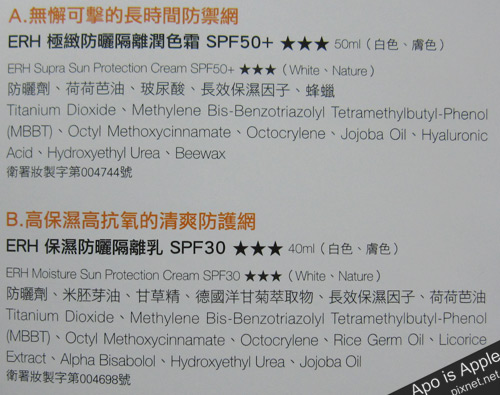 A.無懈可擊的長時間防禦網
ERH 極緻防曬隔離潤色霜 SPF50+ ★★★ 50ml（白色、膚色）
ERH Supra Sun Protection Cream SPF50+ ★★★（White、Nature）
防曬劑、荷荷芭油、玻尿酸、長效保濕因子、蜂蠟
Titanium Dioxide、Methylene Bis-Benzotriazolyl Tetramethylbutyl-Phenol
(MBBT)、Octyl Methoxycinnamate、Octocrylene、Jojoba Oil、Hyaluronic
Acid、Hydroxyethyl Urea、Beewax
衛署妝製字第004744號
B.高保濕高抗氧的清爽防護網
ERH 保濕防曬隔離乳 SPF30 ★★★ 40ml（白色、膚色）
ERH Moisture Sun Protection Cream SPF30 ★★★（White、Nature）
防曬劑、米胚芽油、甘草精、德國洋甘菊萃取物、長效保濕因子、荷荷芭油
Titanium Dioxide、Methylene Bis-Benzotriazolyl Tetramethylbutyl-Phenol
(MBBT)、Octyl Methoxycinnamate、Octocrylene、Rice Germ Oil、Licorice
Extract、Alpha Bisabolol、Hydroxyethyl Urea、Jojoba Oil
衛署妝製字第004698號
Apo is Apple
pixnet.net